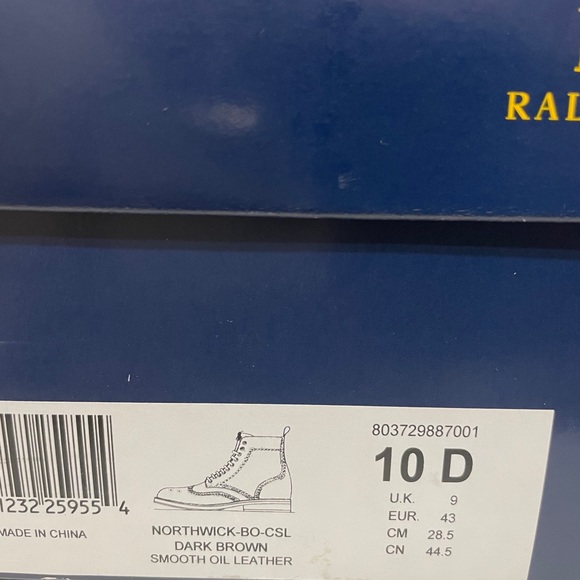 RAL
803729887001
10 D
U.K. 9
EUR. 43
CM 28.5
CN 44.5
1232 25955 4
MADE IN CHINA
NORTHWICK-BO-CSL
DARK BROWN
SMOOTH OIL LEATHER